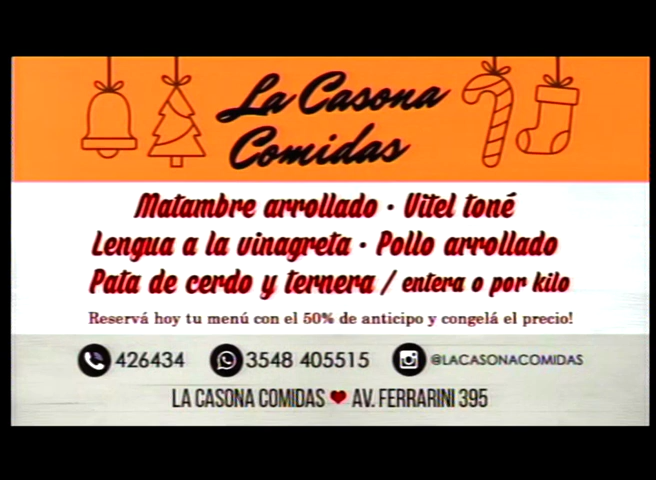 La Casona
Comidas
Matambre arrollado · Vitel toné
Lengua a la vinagreta · Pollo arrollado
Pata de cerdo y ternera / entera o por kilo
Reservá hoy tu menú con el 50% de anticipo y congelá el precio!
426434 3548 405515 @LACASONACOMIDAS
LA CASONA COMIDAS ❤ AV. FERRARINI 395